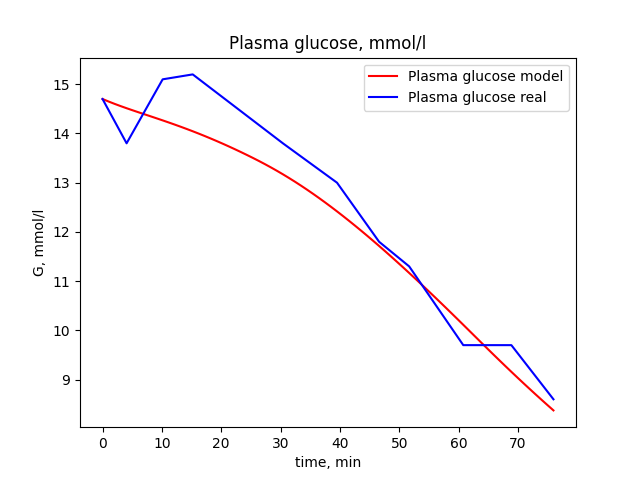 Plasma glucose, mmol/l
Plasma glucose model
Plasma glucose real
15
14
13
12
11
10
9
G, mmol/l
0 10 20 30 40 50 60 70
time, min